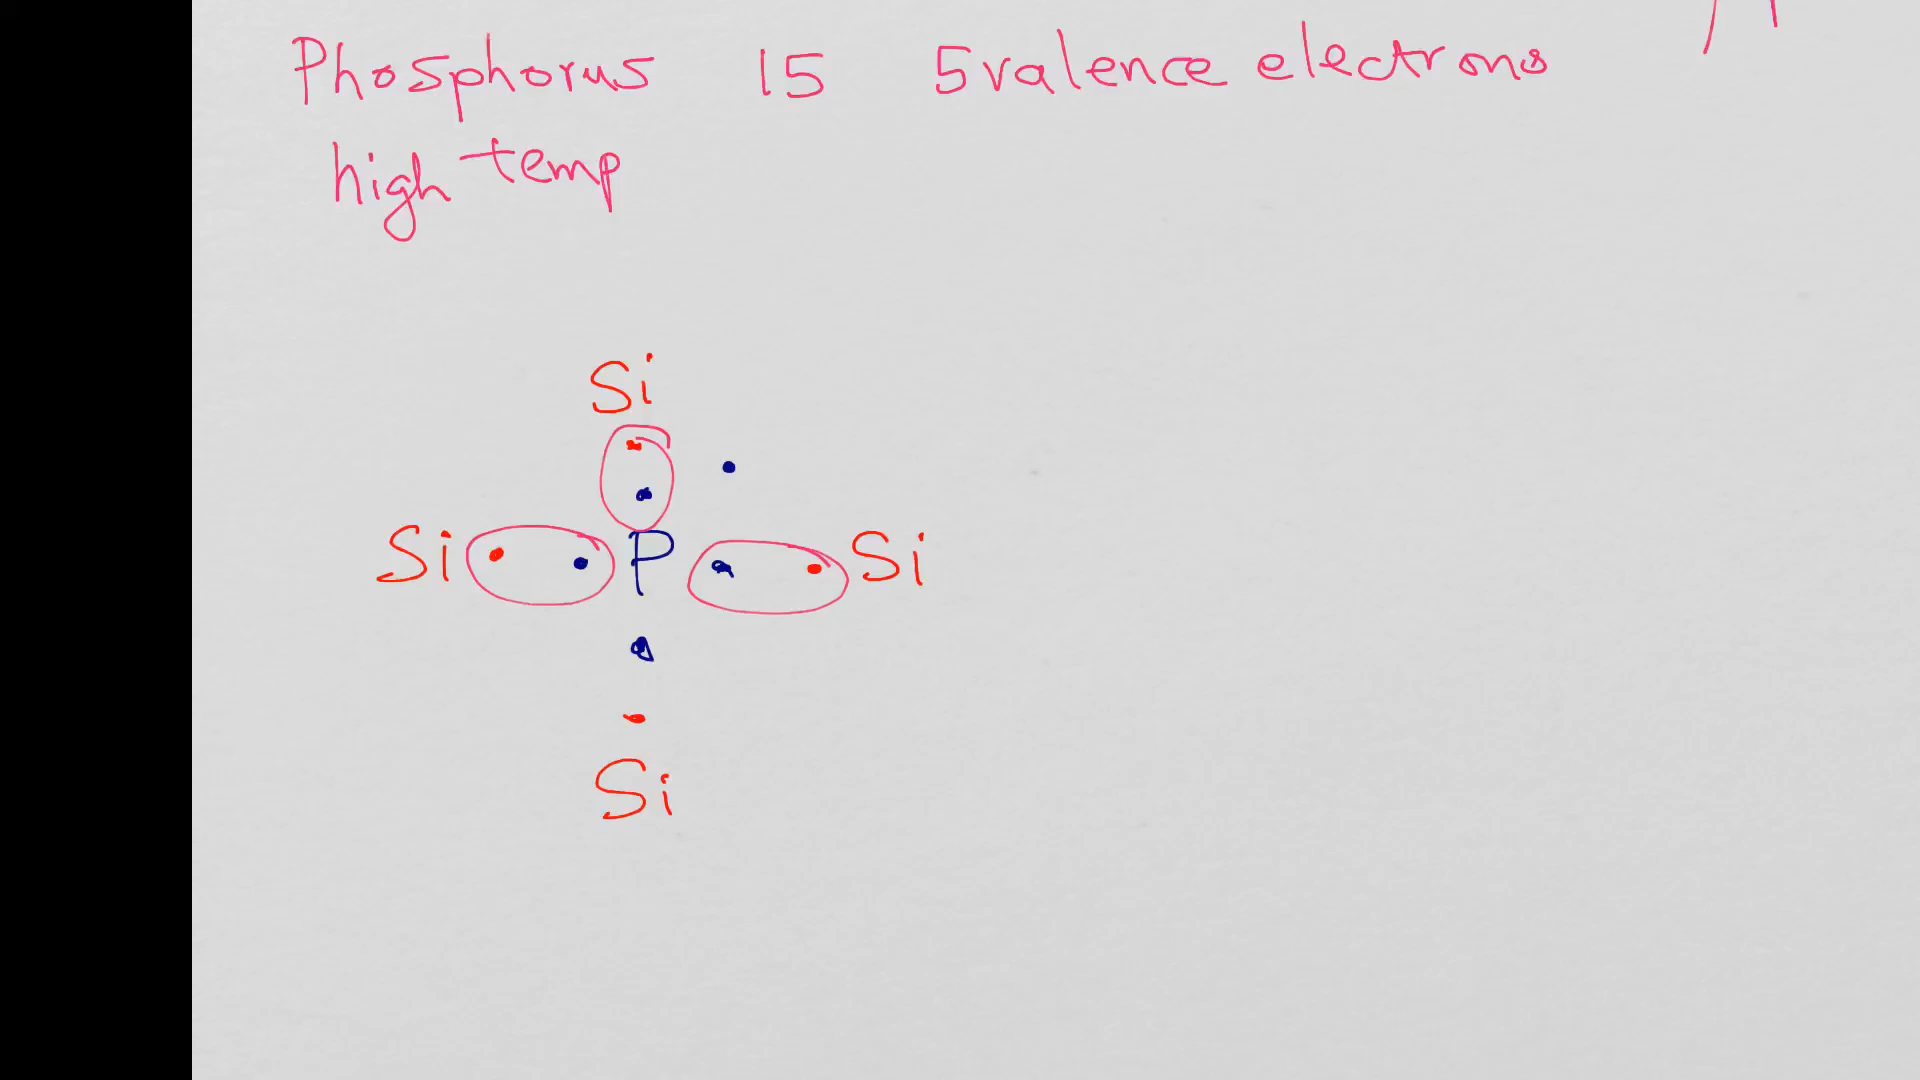 Phosphorus 15 5 valence electrons
high temp
Si
Si P Si
Si